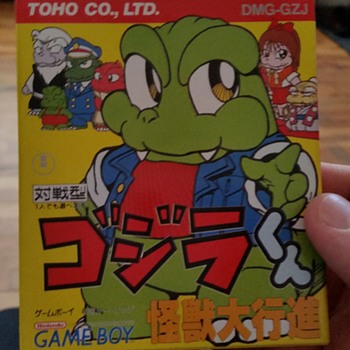 TOHO CO., LTD.
DMG-GZJ
対戦型
ゴジラくん
怪獣大行進
ゲームボーイ
Nintendo
GAME BOY